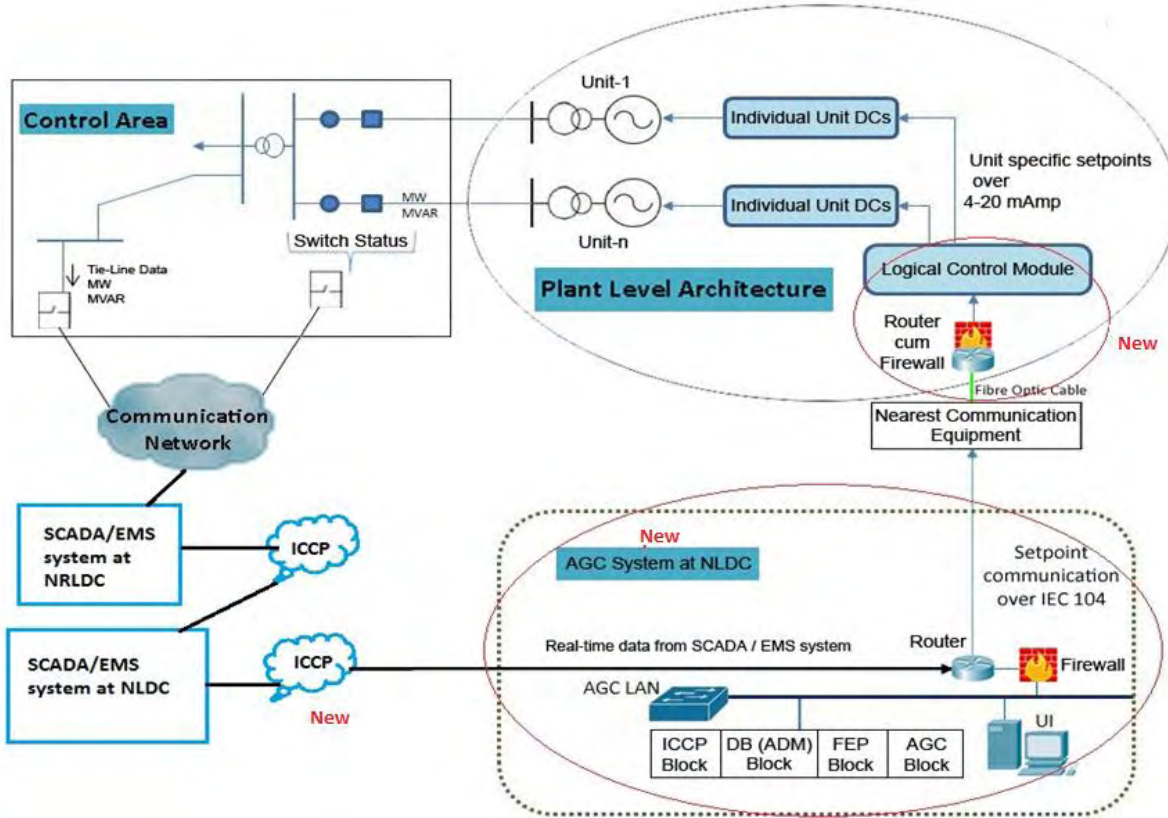 Control Area
MW
MVAR
Switch Status
Tie-Line Data
MW
MVAR
Unit-1
Unit-n
Individual Unit DCs
Individual Unit DCs
Unit specific setpoints
over
4-20 mAmp
Plant Level Architecture
Logical Control Module
Router
cum
Firewall
New
Fibre Optic Cable
Nearest Communication
Equipment
Communication
Network
SCADA/EMS
system at
NRLDC
ICCP
SCADA/EMS
system at NLDC
ICCP
New
New
AGC System at NLDC
Setpoint
communication
over IEC 104
Real-time data from SCADA / EMS system
Router
Firewall
AGC LAN
UI
ICCP
Block
DB (ADM)
Block
FEP
Block
AGC
Block